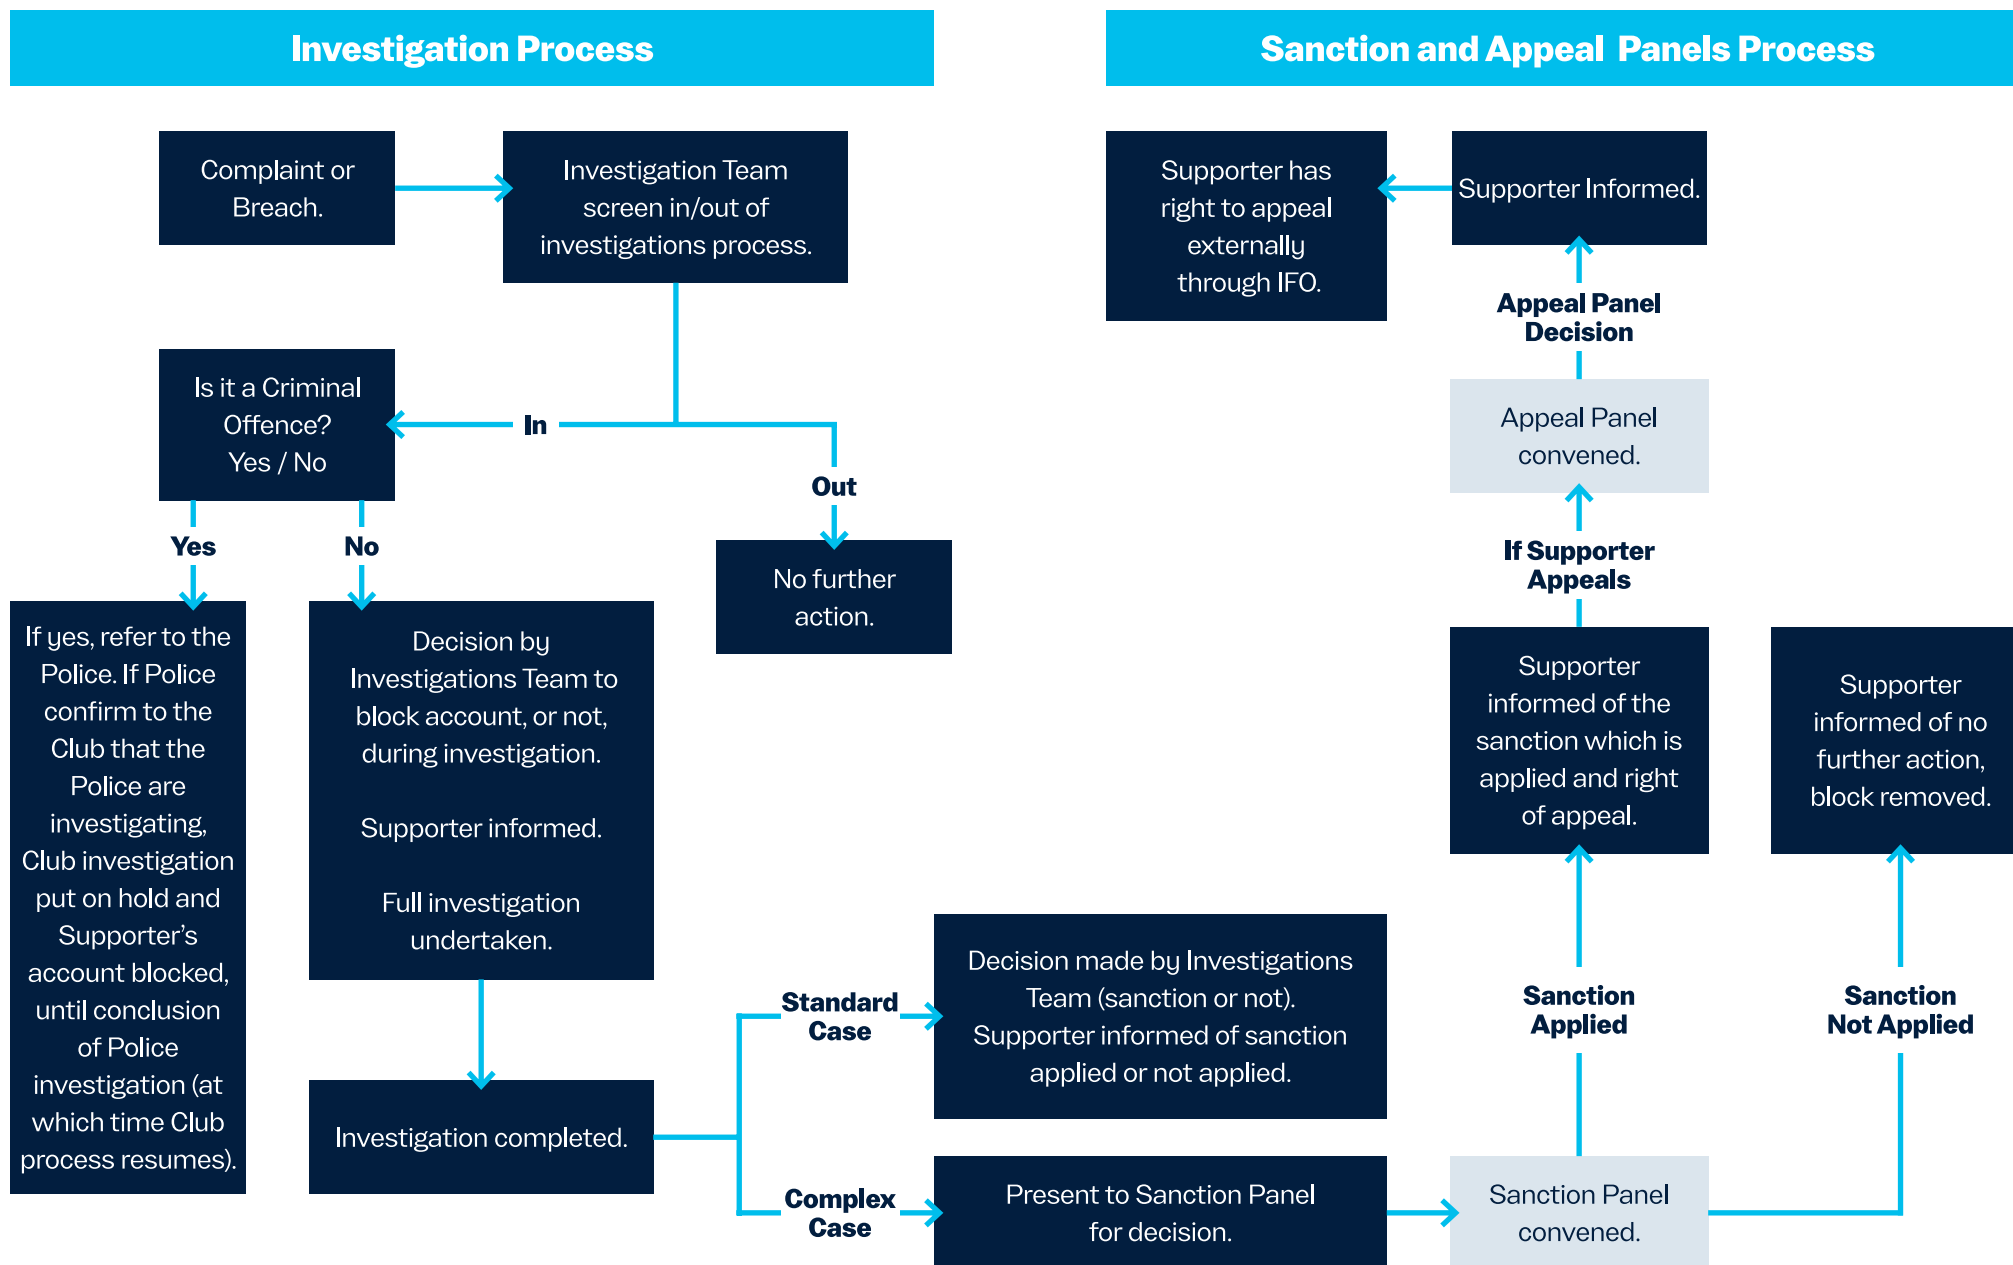 Investigation Process
Complaint or
Breach.
Investigation Team
screen in/out of
investigations process.
Is it a Criminal
Offence?
Yes / No
In
Out
No further
action.
Yes
No
If yes, refer to the
Police. If Police
confirm to the
Club that the
Police are
investigating,
Club investigation
put on hold and
Supporter’s
account blocked,
until conclusion
of Police
investigation (at
which time Club
process resumes).
Decision by
Investigations Team to
block account, or not,
during investigation.
Supporter informed.
Full investigation
undertaken.
Investigation completed.
Standard
Case
Decision made by Investigations
Team (sanction or not).
Supporter informed of sanction
applied or not applied.
Complex
Case
Present to Sanction Panel
for decision.
Sanction and Appeal Panels Process
Supporter has
right to appeal
externally
through IFO.
Supporter Informed.
Appeal Panel
Decision
Appeal Panel
convened.
If Supporter
Appeals
Supporter
informed of the
sanction which is
applied and right
of appeal.
Supporter
informed of no
further action,
block removed.
Sanction
Applied
Sanction
Not Applied
Sanction Panel
convened.